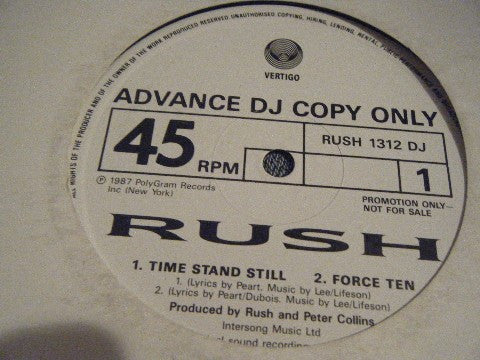 ALL RIGHTS OF THE PRODUCER AND OF THE OWNER OF THE WORK REPRODUCED RESERVED UNAUTHORISED COPYING, HIRING, LENDING, RENTAL, PUBLIC PERFORMANCE AND
VERTIGO
ADVANCE DJ COPY ONLY
45 RPM
RUSH 1312 DJ
1
℗ 1987 PolyGram Records
Inc (New York)
PROMOTION ONLY—
NOT FOR SALE
RUSH
1. TIME STAND STILL 2. FORCE TEN
1. (Lyrics by Peart. Music by Lee/Lifeson)
2. (Lyrics by Peart/Dubois. Music by Lee/Lifeson)
Produced by Rush and Peter Collins
Intersong Music Ltd
sound recording